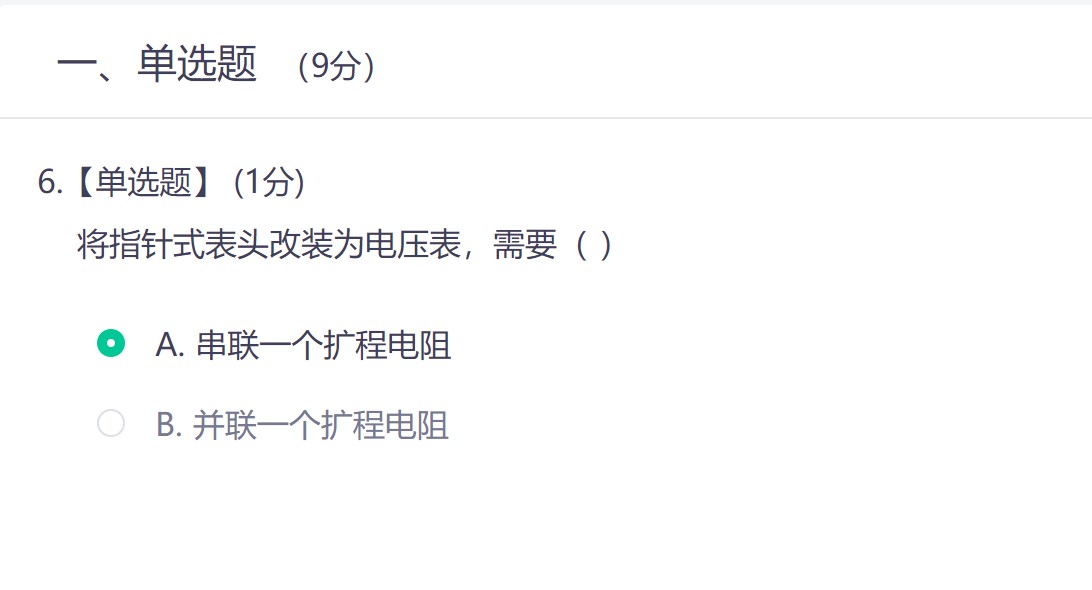 一、单选题 （9分）
6.【单选题】 (1分)
将指针式表头改装为电压表，需要（ ）
A. 串联一个扩程电阻
B. 并联一个扩程电阻